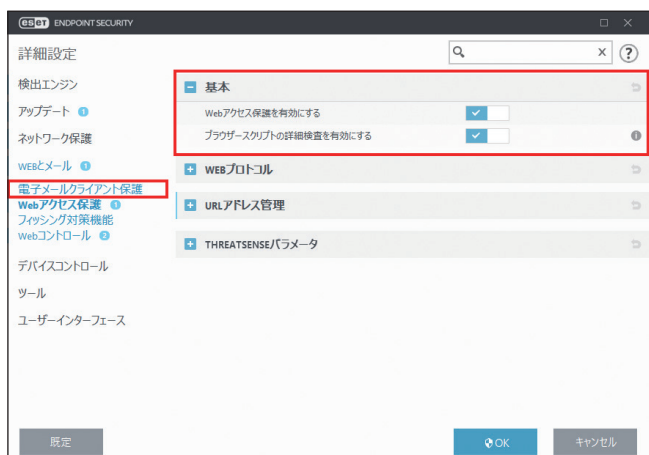 eset ENDPOINT SECURITY
詳細設定
検出エンジン
アップデート 1
ネットワーク保護
WEBとメール 1
電子メールクライアント保護
Webアクセス保護 1
フィッシング対策機能
Webコントロール 2
デバイスコントロール
ツール
ユーザーインターフェース
基本
Webアクセス保護を有効にする
ブラウザースクリプトの詳細検査を有効にする
WEBプロトコル
URLアドレス管理
THREATSENSEパラメータ
既定
OK
キャンセル